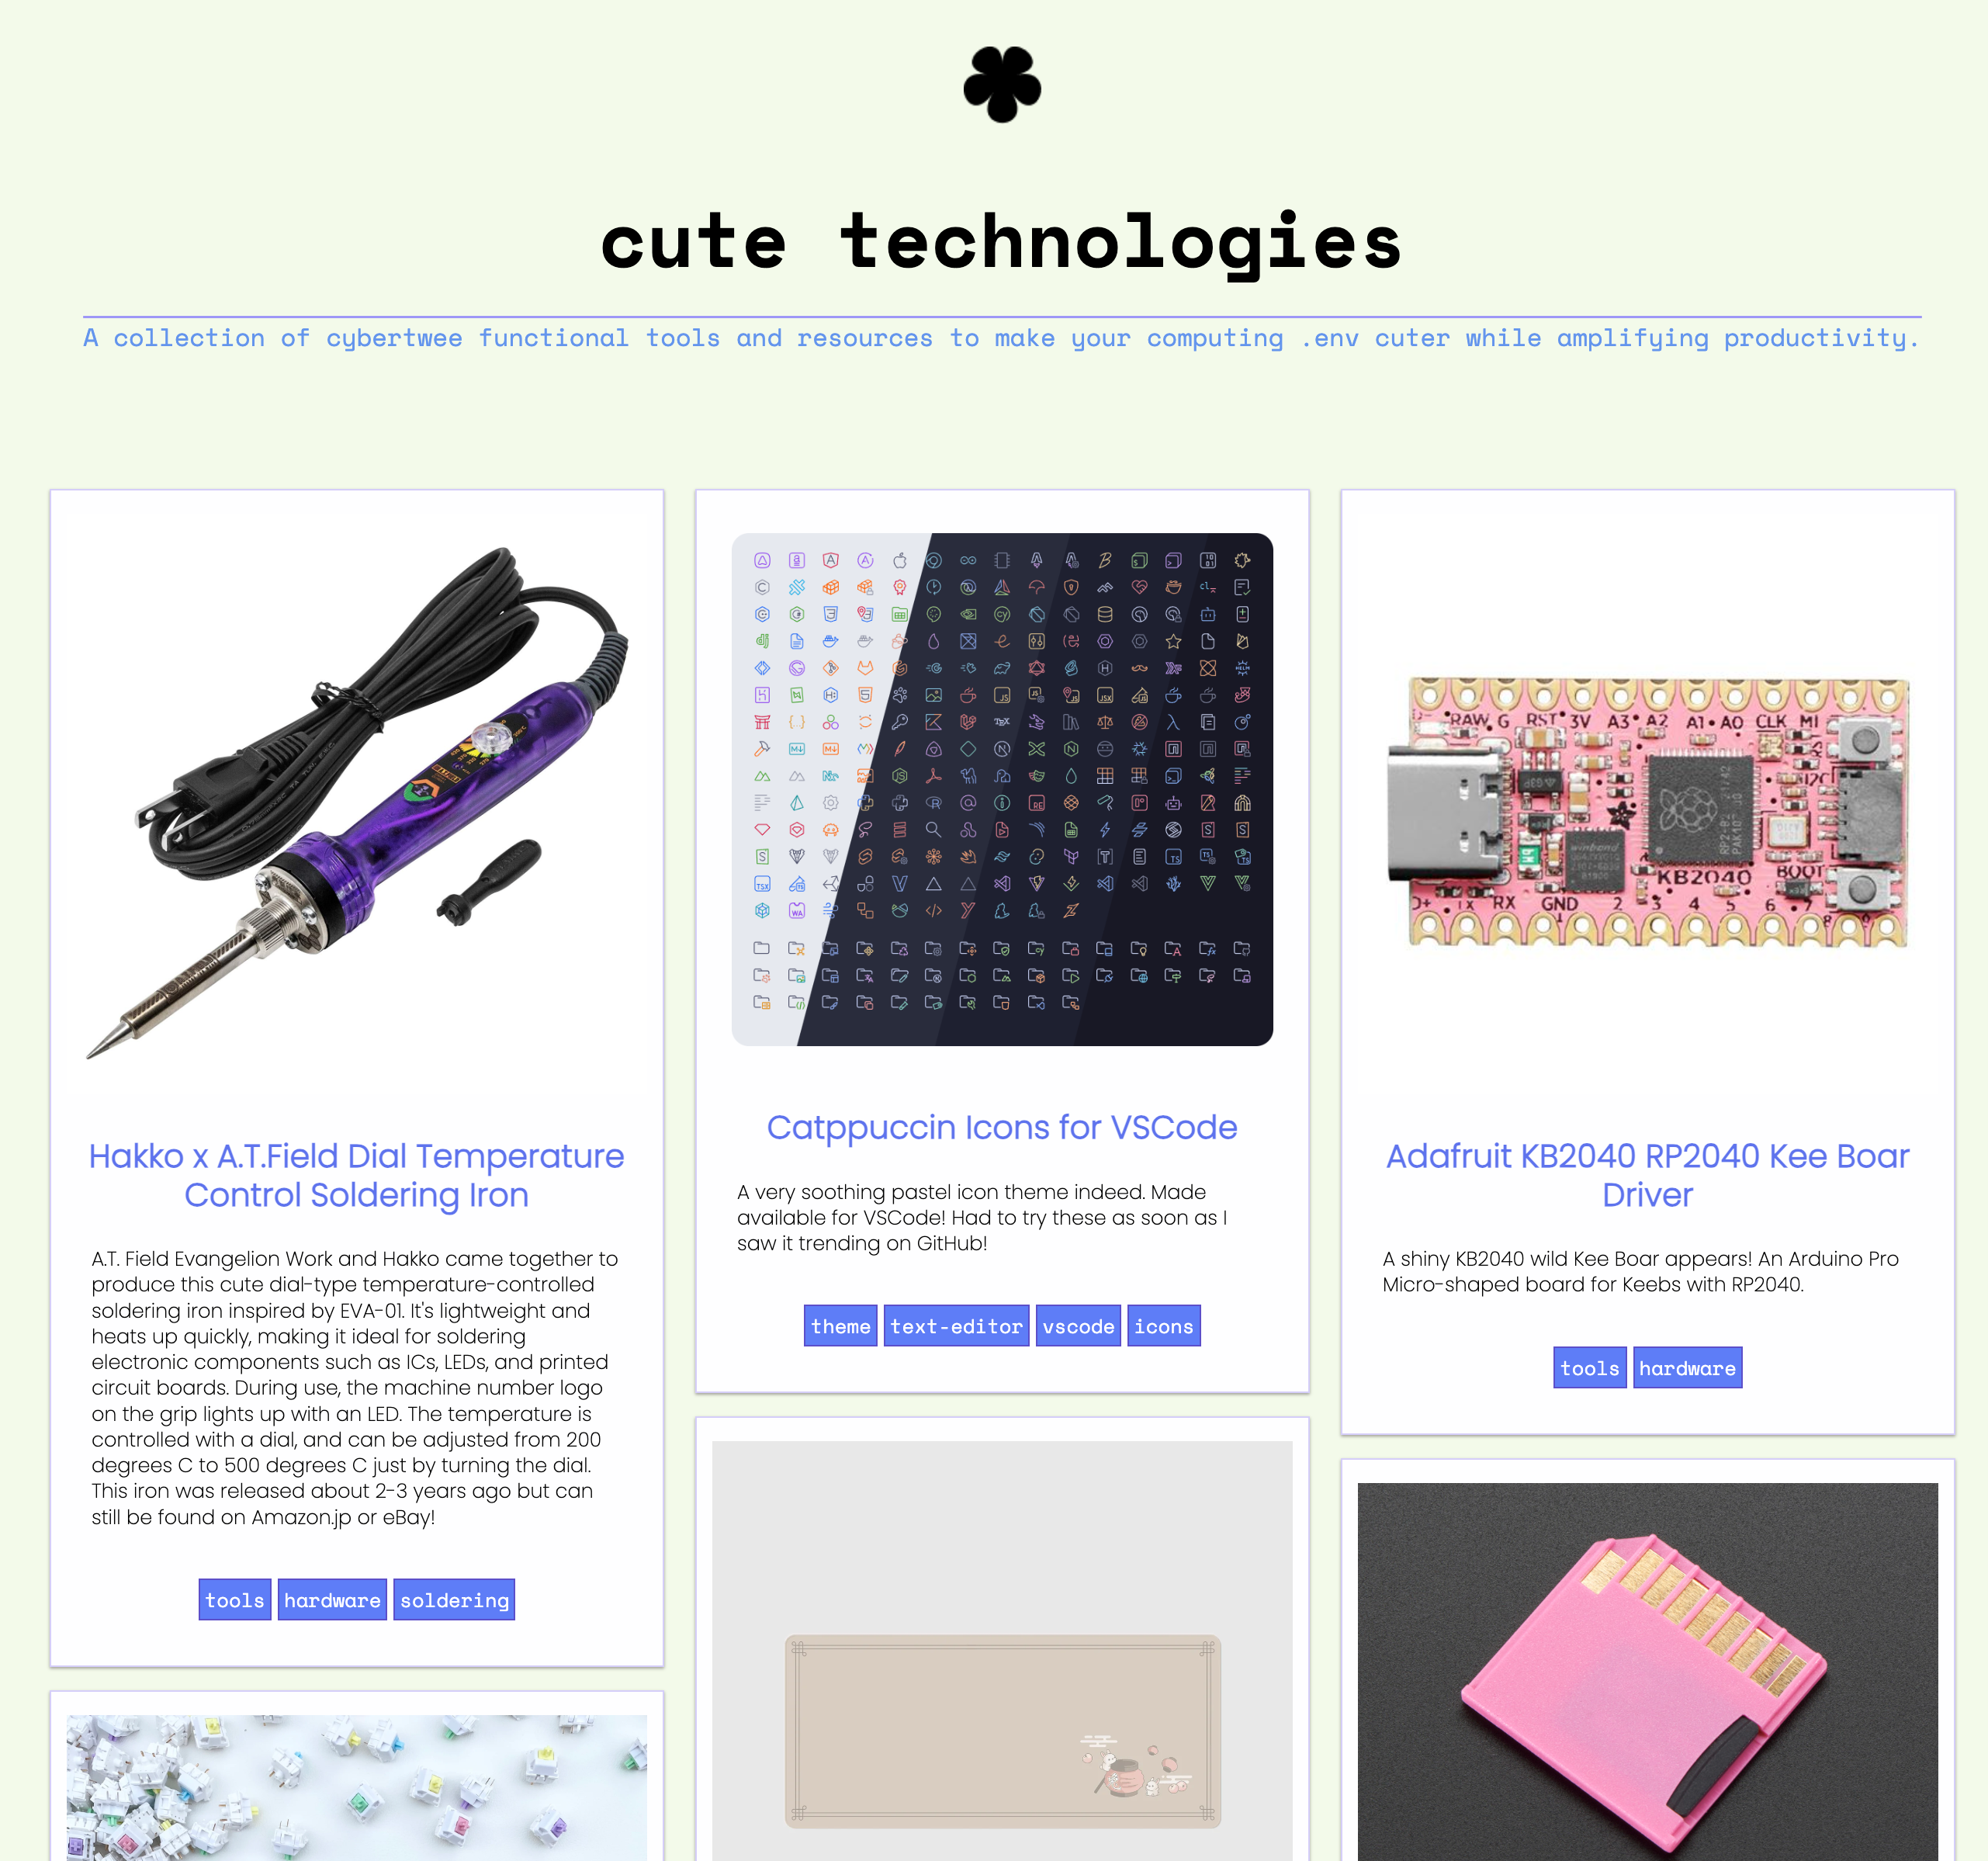 cute technologies
A collection of cybertwee functional tools and resources to make your computing .env cuter while amplifying productivity.
Hakko x A.T.Field Dial Temperature
Control Soldering Iron
A.T. Field Evangelion Work and Hakko came together to
produce this cute dial-type temperature-controlled
soldering iron inspired by EVA-01. It's lightweight and
heats up quickly, making it ideal for soldering
electronic components such as ICs, LEDs, and printed
circuit boards. During use, the machine number logo
on the grip lights up with an LED. The temperature is
controlled with a dial, and can be adjusted from 200
degrees C to 500 degrees C just by turning the dial.
This iron was released about 2-3 years ago but can
still be found on Amazon.jp or eBay!
tools hardware soldering
Catppuccin Icons for VSCode
A very soothing pastel icon theme indeed. Made
available for VSCode! Had to try these as soon as I
saw it trending on GitHub!
theme text-editor vscode icons
RAW G RST 3V A3 A2 A1 A0 CLK MI
winbond
KB2040 BOOT
D+ TX RX GND 2 3 4 5 6 7 8 9
Adafruit KB2040 RP2040 Kee Boar
Driver
A shiny KB2040 wild Kee Boar appears! An Arduino Pro
Micro-shaped board for Keebs with RP2040.
tools hardware